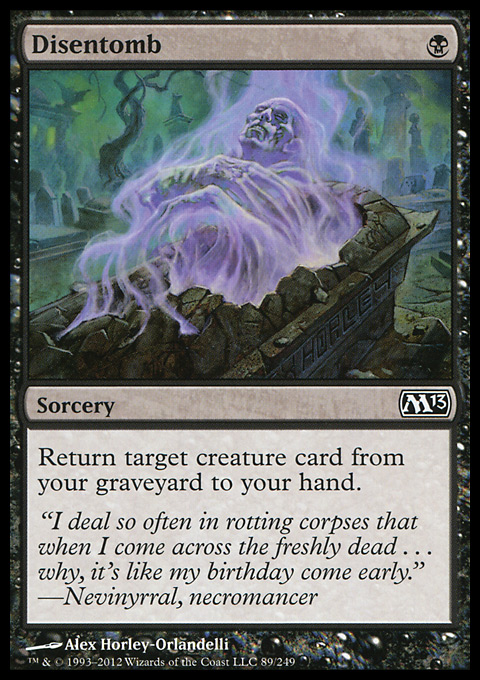 Disentomb
HORLEY
Sorcery
M13
Return target creature card from
your graveyard to your hand.
“I deal so often in rotting corpses that
when I come across the freshly dead . . .
why, it’s like my birthday come early.”
—Nevinyrral, necromancer
Alex Horley-Orlandelli
™ & © 1993–2012 Wizards of the Coast LLC 89/249